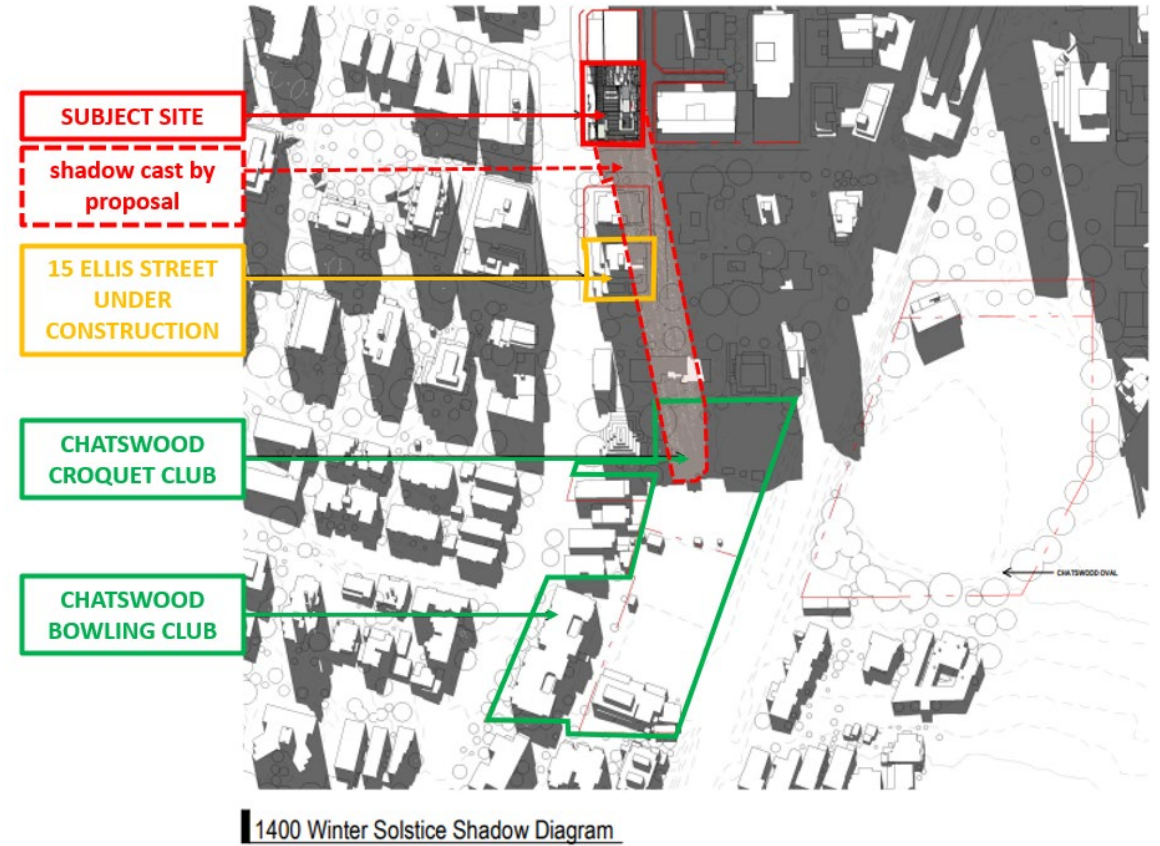 SUBJECT SITE
shadow cast by
proposal
15 ELLIS STREET
UNDER
CONSTRUCTION
CHATSWOOD
CROQUET CLUB
CHATSWOOD OVAL
CHATSWOOD
BOWLING CLUB
1400 Winter Solstice Shadow Diagram